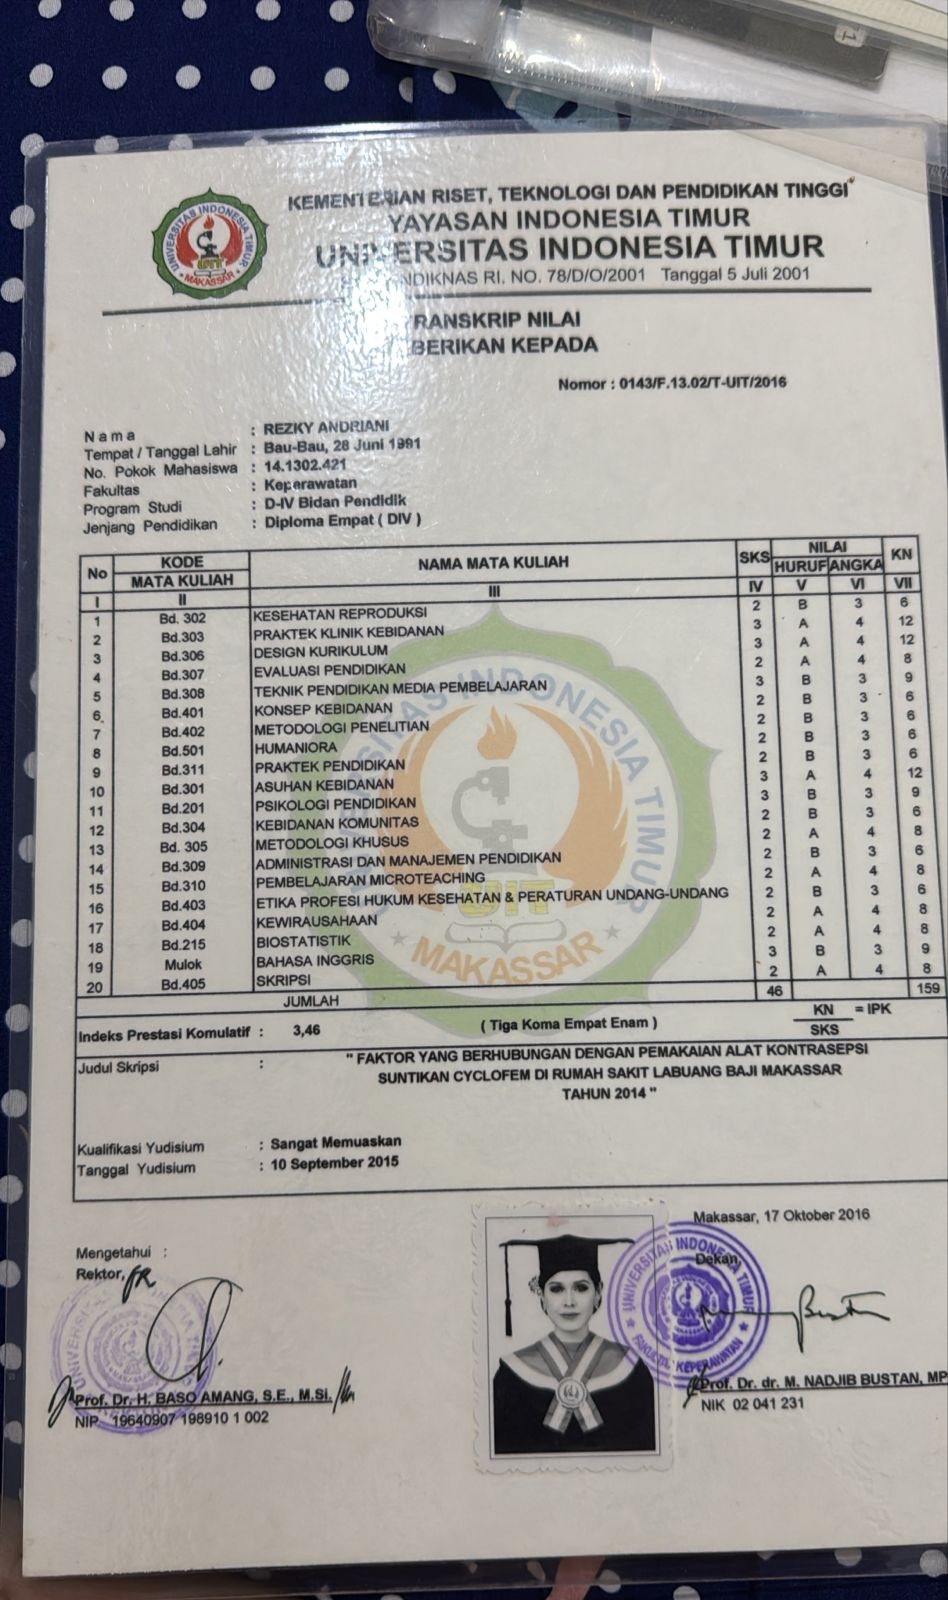 KEMENTERIAN RISET, TEKNOLOGI DAN PENDIDIKAN TINGGI
YAYASAN INDONESIA TIMUR
UNIVERSITAS INDONESIA TIMUR
NDIKNAS RI. NO. 78/D/O/2001 Tanggal 5 Juli 2001
UNIVERSITAS INDONESIA TIMUR
UIT
MAKASSAR
RANSKRIP NILAI
BERIKAN KEPADA
Nomor : 0143/F.13.02/T-UIT/2016
N a m a : REZKY ANDRIANI
Tempat / Tanggal Lahir : Bau-Bau, 28 Juni 1991
No. Pokok Mahasiswa : 14.1302.421
Fakultas : Keperawatan
Program Studi : D-IV Bidan Pendidik
Jenjang Pendidikan : Diploma Empat ( DIV )
No KODE MATA KULIAH NAMA MATA KULIAH SKS NILAI HURUF ANGKA KN
I II III IV V VI VII
1 Bd. 302 KESEHATAN REPRODUKSI 2 B 3 6
2 Bd.303 PRAKTEK KLINIK KEBIDANAN 3 A 4 12
3 Bd.306 DESIGN KURIKULUM 3 A 4 12
4 Bd.307 EVALUASI PENDIDIKAN 2 A 4 8
5 Bd.308 TEKNIK PENDIDIKAN MEDIA PEMBELAJARAN 3 B 3 9
6 Bd.401 KONSEP KEBIDANAN 2 B 3 6
7 Bd.402 METODOLOGI PENELITIAN 2 B 3 6
8 Bd.501 HUMANIORA 2 B 3 6
9 Bd.311 PRAKTEK PENDIDIKAN 2 B 3 6
10 Bd.301 ASUHAN KEBIDANAN 3 A 4 12
11 Bd.201 PSIKOLOGI PENDIDIKAN 3 B 3 9
12 Bd.304 KEBIDANAN KOMUNITAS 2 B 3 6
13 Bd. 305 METODOLOGI KHUSUS 2 A 4 8
14 Bd.309 ADMINISTRASI DAN MANAJEMEN PENDIDIKAN 2 B 3 6
15 Bd.310 PEMBELAJARAN MICROTEACHING 2 A 4 8
16 Bd.403 ETIKA PROFESI HUKUM KESEHATAN & PERATURAN UNDANG-UNDANG 2 B 3 6
17 Bd.404 KEWIRAUSAHAAN 2 A 4 8
18 Bd.215 BIOSTATISTIK 2 A 4 8
19 Mulok BAHASA INGGRIS 3 B 3 9
20 Bd.405 SKRIPSI 2 A 4 8
JUMLAH 46 159
Indeks Prestasi Komulatif : 3,46 ( Tiga Koma Empat Enam ) KN = IPK
SKS
Judul Skripsi : " FAKTOR YANG BERHUBUNGAN DENGAN PEMAKAIAN ALAT KONTRASEPSI
SUNTIKAN CYCLOFEM DI RUMAH SAKIT LABUANG BAJI MAKASSAR
TAHUN 2014 "
Kualifikasi Yudisium : Sangat Memuaskan
Tanggal Yudisium : 10 September 2015
Makassar, 17 Oktober 2016
Mengetahui :
Rektor,
Dekan,
UNIVERSITAS INDONESIA TIMUR
FAKULTAS KEPERAWATAN
Prof. Dr. H. BASO AMANG, S.E., M.Si.
NIP. 19640907 198910 1 002
Prof. Dr. dr. M. NADJIB BUSTAN, MP
NIK 02 041 231